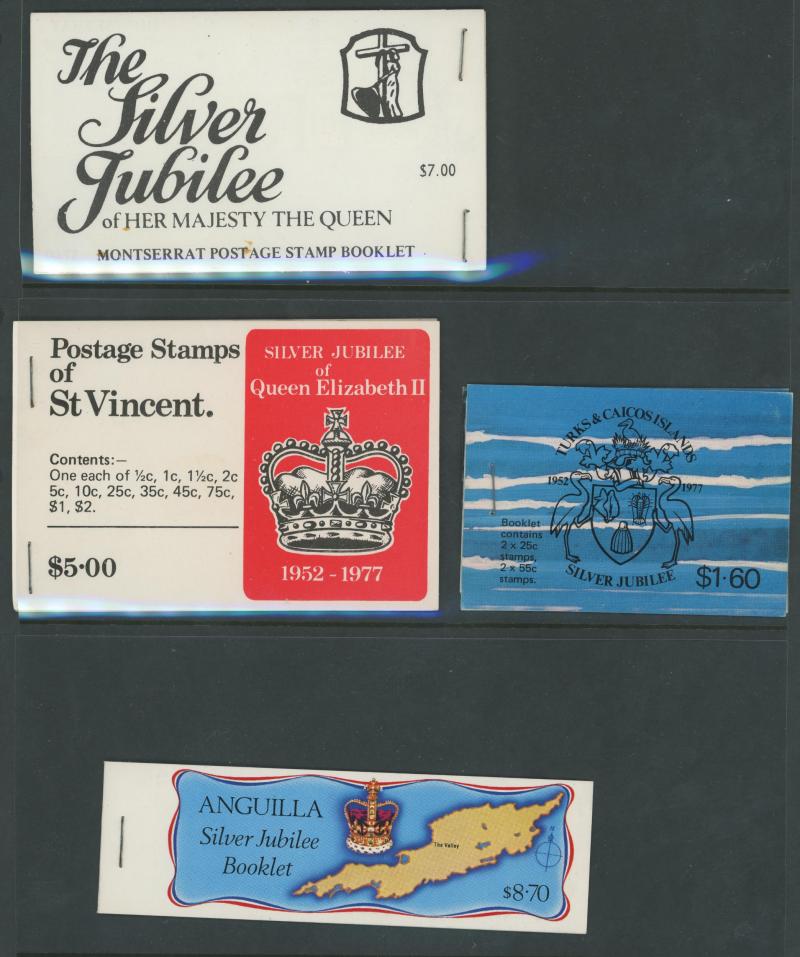 The
Silver
Jubilee
of HER MAJESTY THE QUEEN
$7.00
MONTSERRAT POSTAGE STAMP BOOKLET
Postage Stamps
of
St Vincent.
Contents:—
One each of ½c, 1c, 1½c, 2c
5c, 10c, 25c, 35c, 45c, 75c,
$1, $2.
$5·00
SILVER JUBILEE
of
Queen Elizabeth II
1952 - 1977
TURKS & CAICOS ISLANDS
1952 1977
Booklet
contains
2 x 25c
stamps,
2 x 55c
stamps.
SILVER JUBILEE
$1·60
ANGUILLA
Silver Jubilee
Booklet
The Valley
N
$8·70